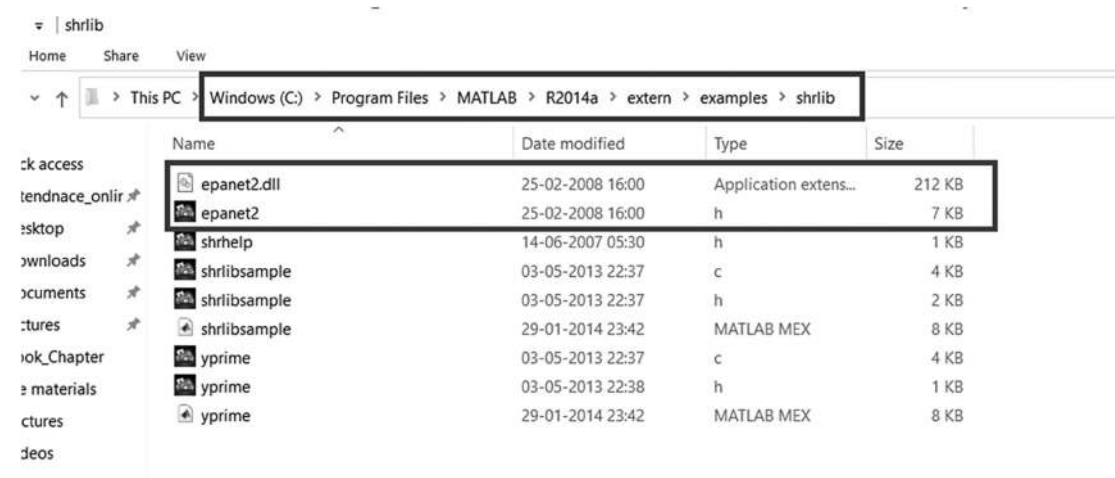 shrlib
Home Share View
This PC > Windows (C:) > Program Files > MATLAB > R2014a > extern > examples > shrlib
Name Date modified Type Size
ck access
epanet2.dll 25-02-2008 16:00 Application extens... 212 KB
tendnace_onlir
epanet2 25-02-2008 16:00 h 7 KB
esktop
shrhelp 14-06-2007 05:30 h 1 KB
ownloads
shrlibsample 03-05-2013 22:37 c 4 KB
ocuments
shrlibsample 03-05-2013 22:37 h 2 KB
ctures
shrlibsample 29-01-2014 23:42 MATLAB MEX 8 KB
ook_Chapter
yprime 03-05-2013 22:37 c 4 KB
e materials
yprime 03-05-2013 22:38 h 1 KB
ctures
yprime 29-01-2014 23:42 MATLAB MEX 8 KB
deos